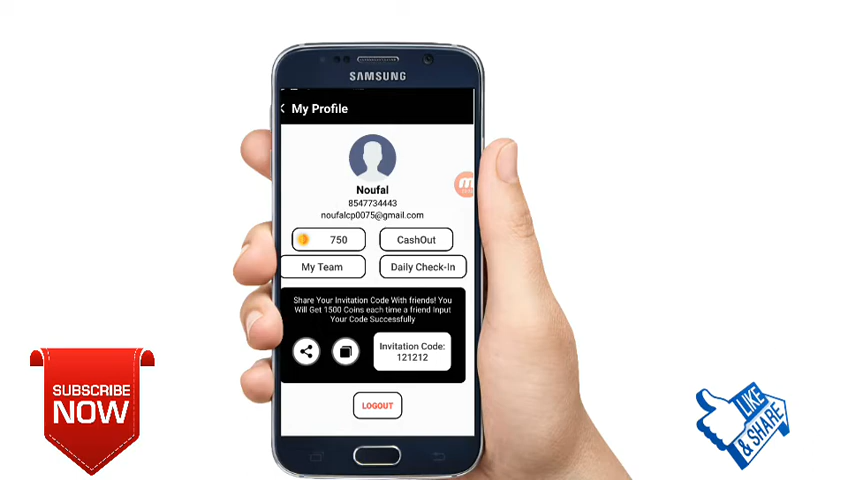 SAMSUNG
My Profile
Noufal
8547734443
noufalcp0075@gmail.com
750
CashOut
My Team
Daily Check-In
Share Your Invitation Code With friends! You
Will Get 1500 Coins each time a friend Input
Your Code Successfully
Invitation Code:
121212
LOGOUT
SUBSCRIBE
NOW
LIKE
& SHARE